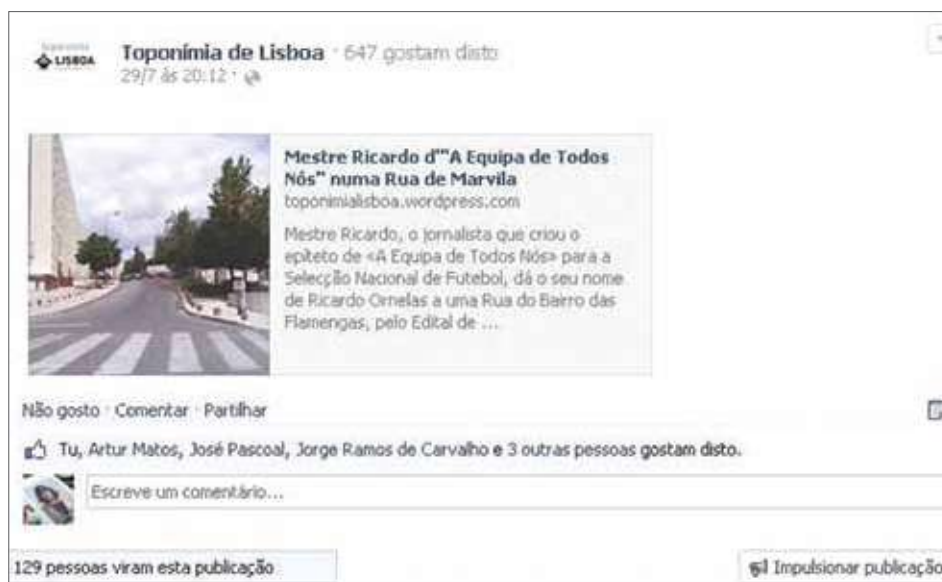 LISBOA
Toponímia de Lisboa · 647 gostam disto
29/7 às 20:12 ·
Mestre Ricardo d'"A Equipa de Todos
Nós" numa Rua de Marvila
toponimialisboa.wordpress.com
Mestre Ricardo, o jornalista que criou o
epíteto de «A Equipa de Todos Nós» para a
Selecção Nacional de Futebol, dá o seu nome
de Ricardo Ornelas a uma Rua do Bairro das
Flamengas, pelo Edital de ...
Não gosto · Comentar · Partilhar
Tu, Artur Matos, José Pascoal, Jorge Ramos de Carvalho e 3 outras pessoas gostam disto.
Escreve um comentário...
129 pessoas viram esta publicação
Impulsionar publicação